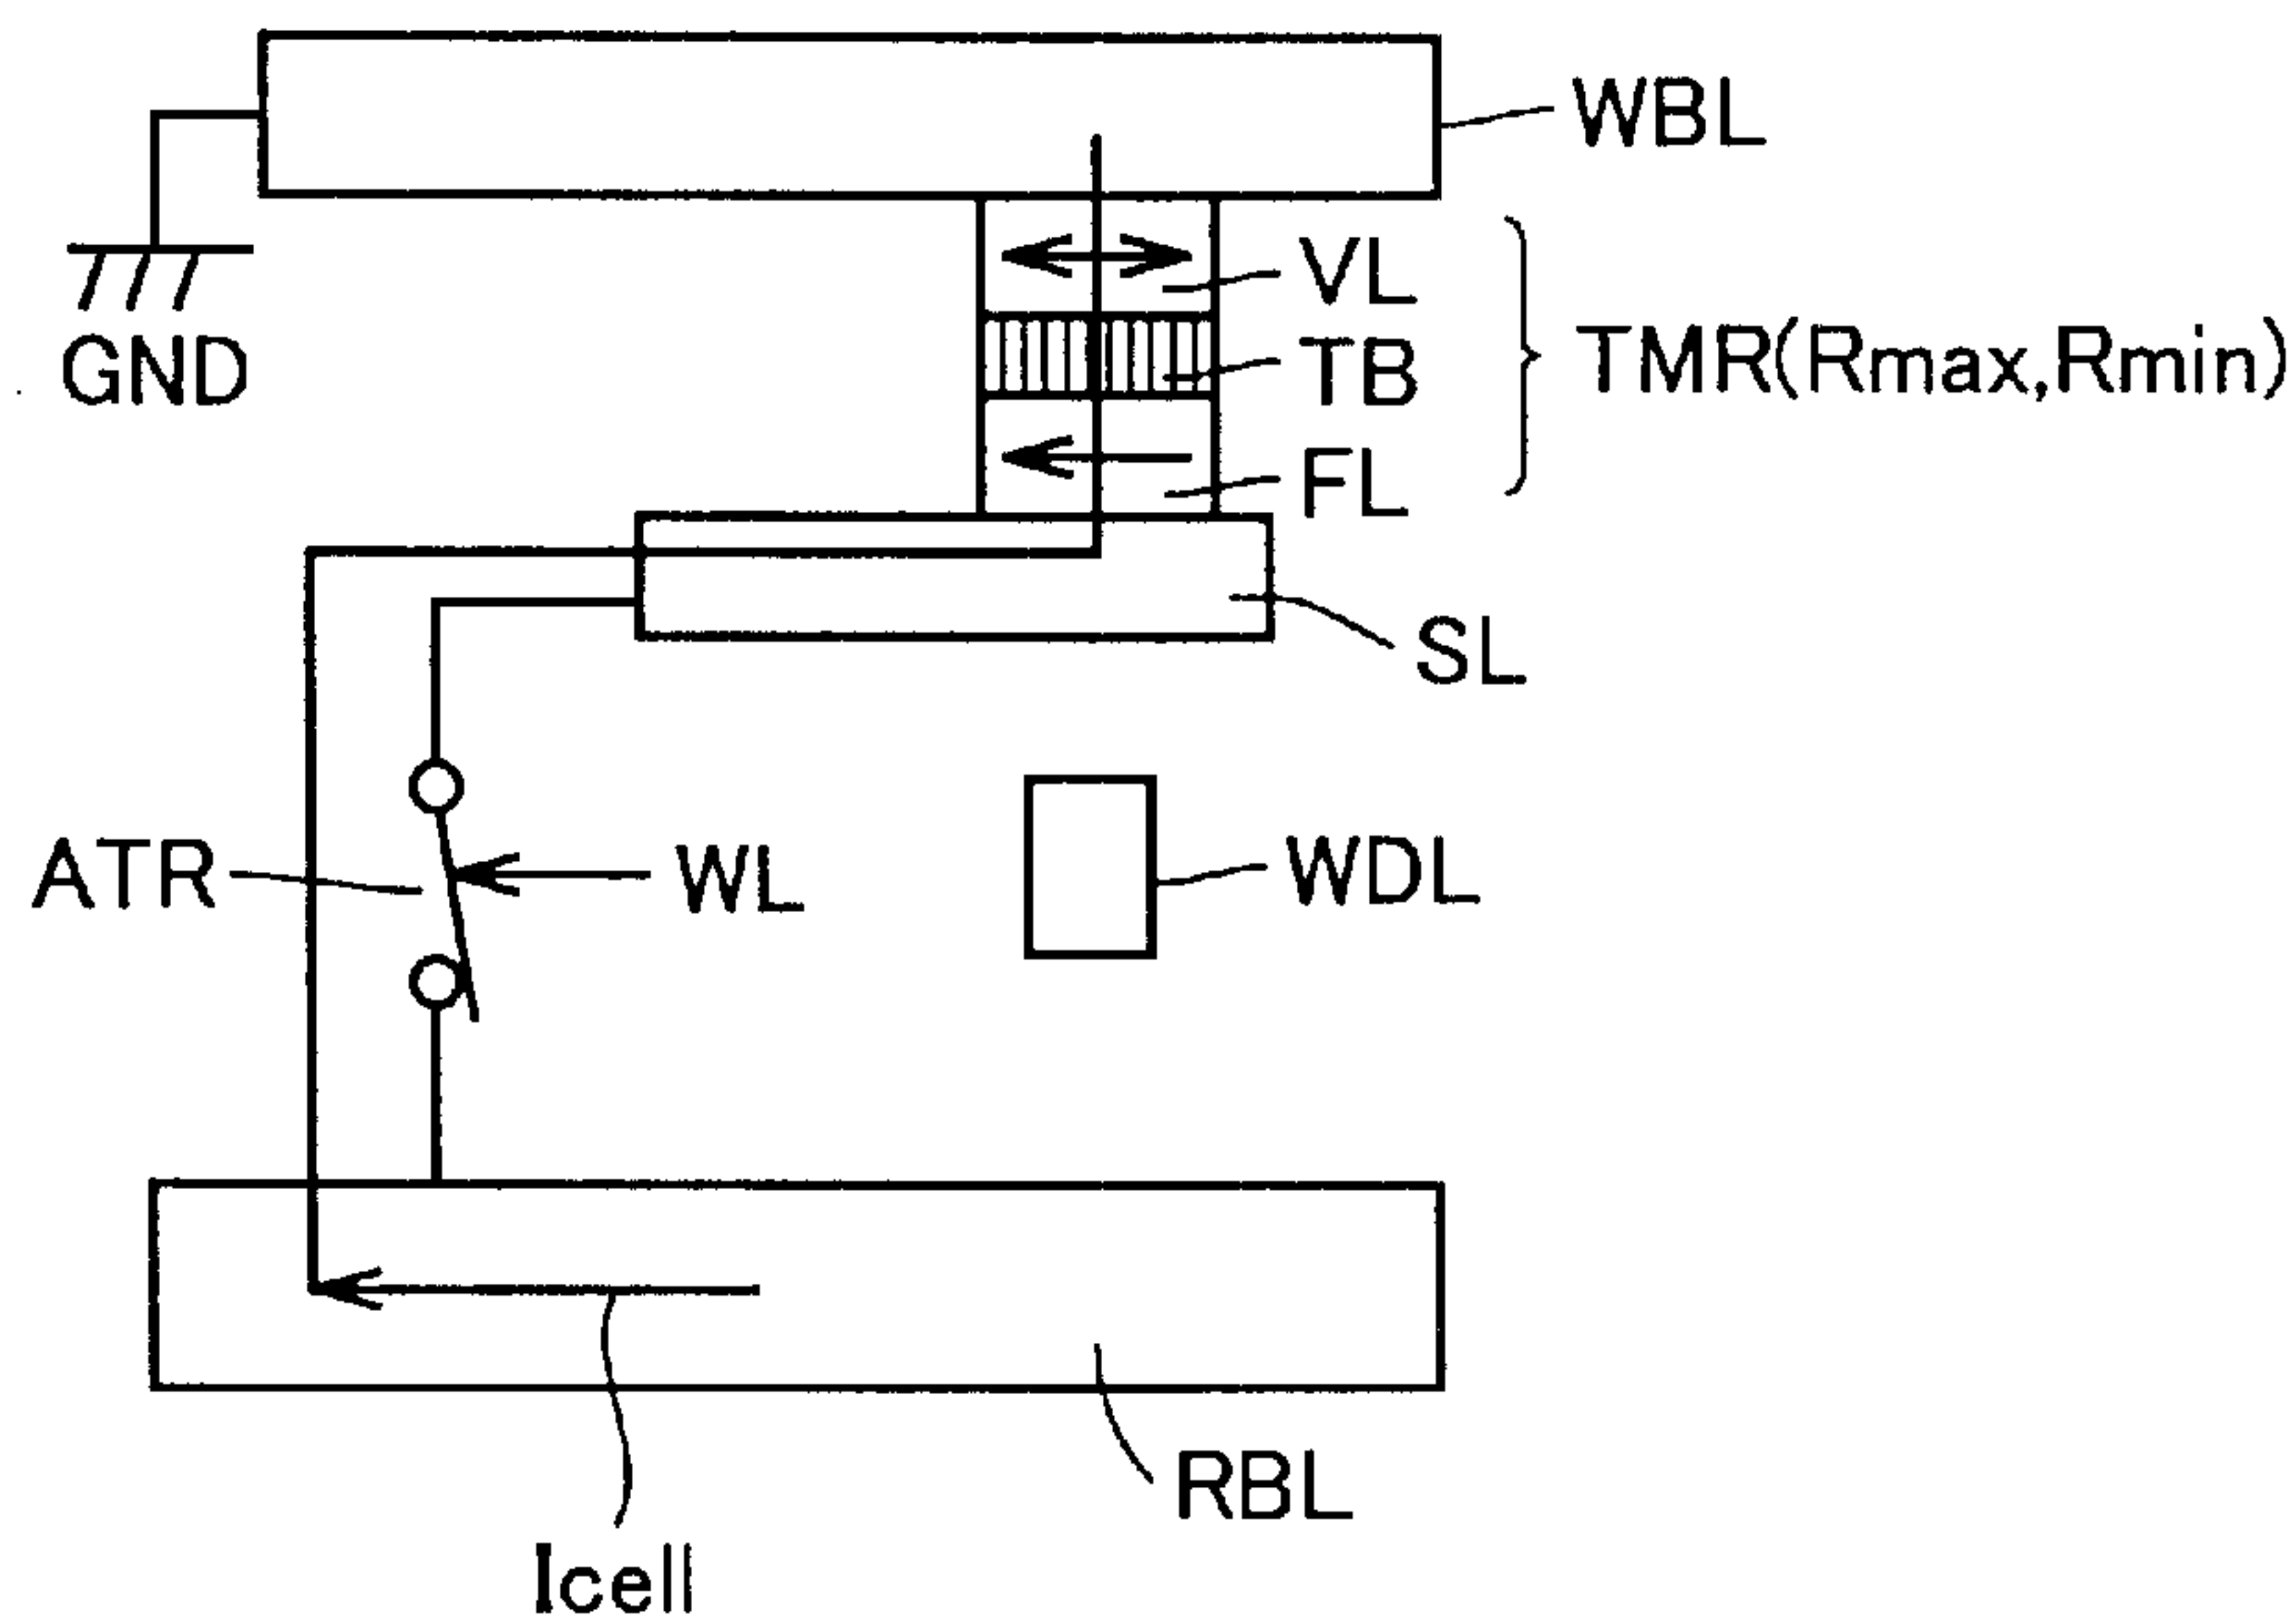 WBL
VL
GND
TB
TMR(Rmax,Rmin)
FL
SL
ATR
WL
WDL
RBL
Icell